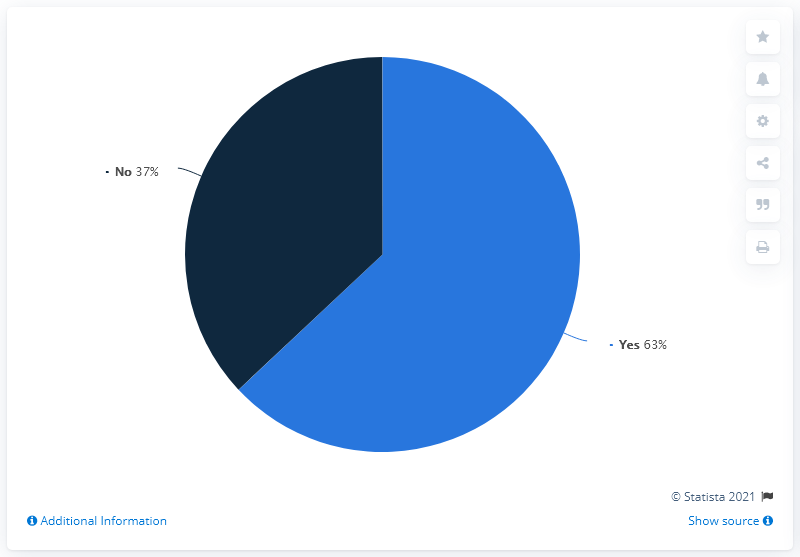 No 37%
Yes 63%
© Statista 2021
Additional Information
Show source